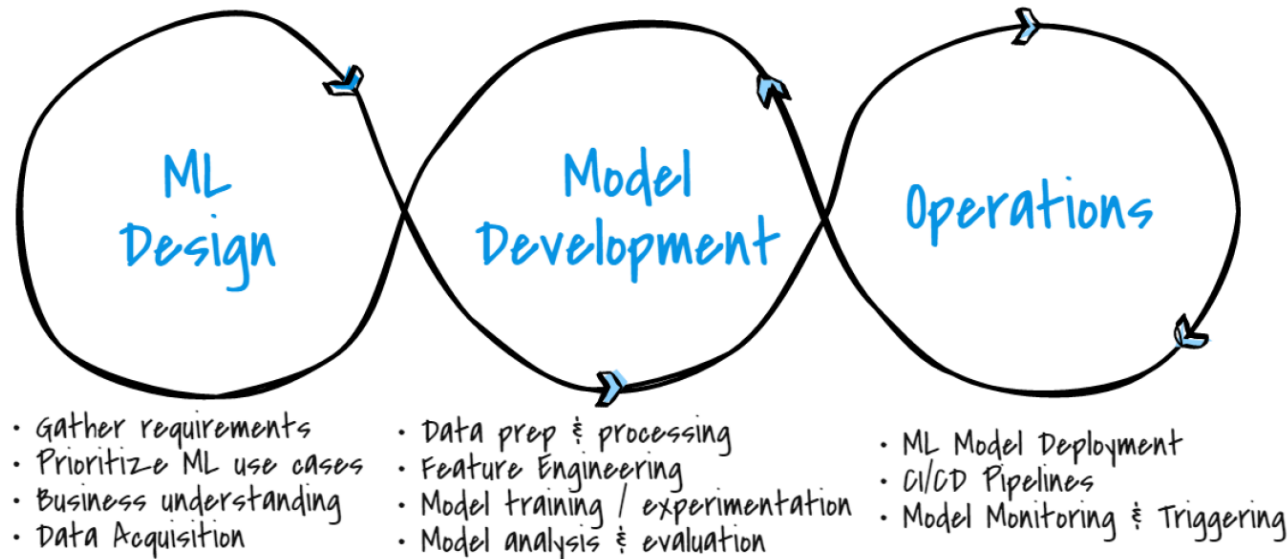 ML
Design
Model
Development
Operations
• Gather requirements
• Prioritize ML use cases
• Business understanding
• Data Acquisition
• Data prep & processing
• Feature Engineering
• Model training / experimentation
• Model analysis & evaluation
• ML Model Deployment
• CI/CD Pipelines
• Model Monitoring & Triggering